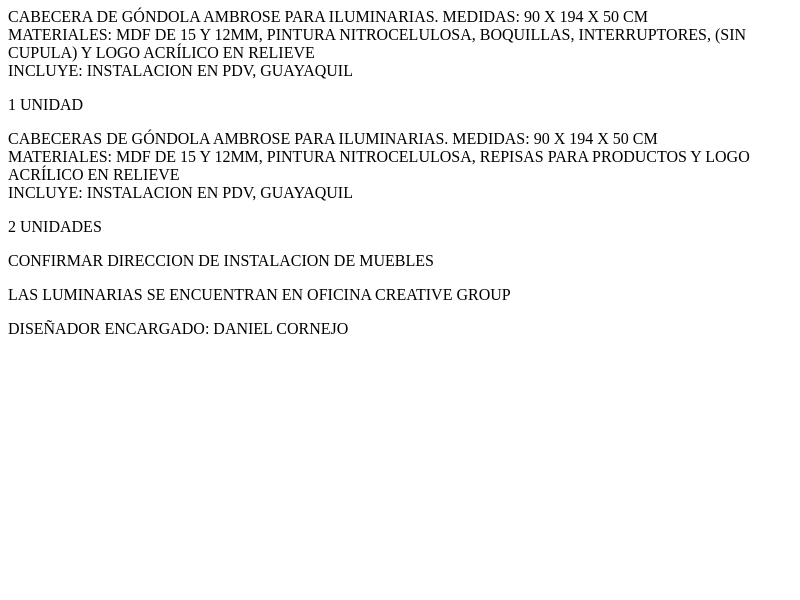 CABECERA DE GÓNDOLA AMBROSE PARA ILUMINARIAS. MEDIDAS: 90 X 194 X 50 CM
MATERIALES: MDF DE 15 Y 12MM, PINTURA NITROCELULOSA, BOQUILLAS, INTERRUPTORES, (SIN
CUPULA) Y LOGO ACRÍLICO EN RELIEVE
INCLUYE: INSTALACION EN PDV, GUAYAQUIL
1 UNIDAD
CABECERAS DE GÓNDOLA AMBROSE PARA ILUMINARIAS. MEDIDAS: 90 X 194 X 50 CM
MATERIALES: MDF DE 15 Y 12MM, PINTURA NITROCELULOSA, REPISAS PARA PRODUCTOS Y LOGO
ACRÍLICO EN RELIEVE
INCLUYE: INSTALACION EN PDV, GUAYAQUIL
2 UNIDADES
CONFIRMAR DIRECCION DE INSTALACION DE MUEBLES
LAS LUMINARIAS SE ENCUENTRAN EN OFICINA CREATIVE GROUP
DISEÑADOR ENCARGADO: DANIEL CORNEJO